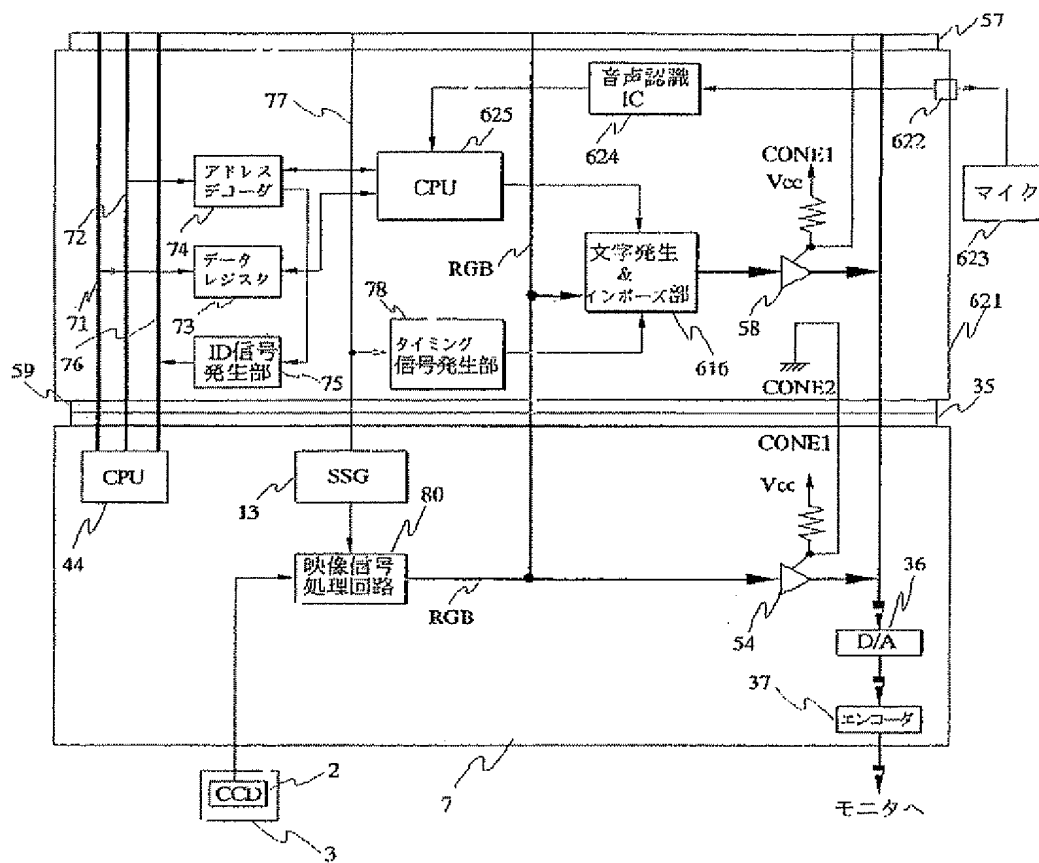 57
音声認識
IC
77
625
624
622
CONE1
Vcc
アドレス
デコーダ
CPU
マイク
72
74
RGB
文字発生
&
インポーズ部
データ
レジスタ
623
71
73
78
58
621
76
タイミング
信号発生部
ID信号
発生部
75
616
59
CONE2
35
CONE1
CPU
SSG
Vcc
13
80
44
映像信号
処理回路
36
RGB
54
D/A
37
エンコーダ
2
CCD
7
モニタへ
3